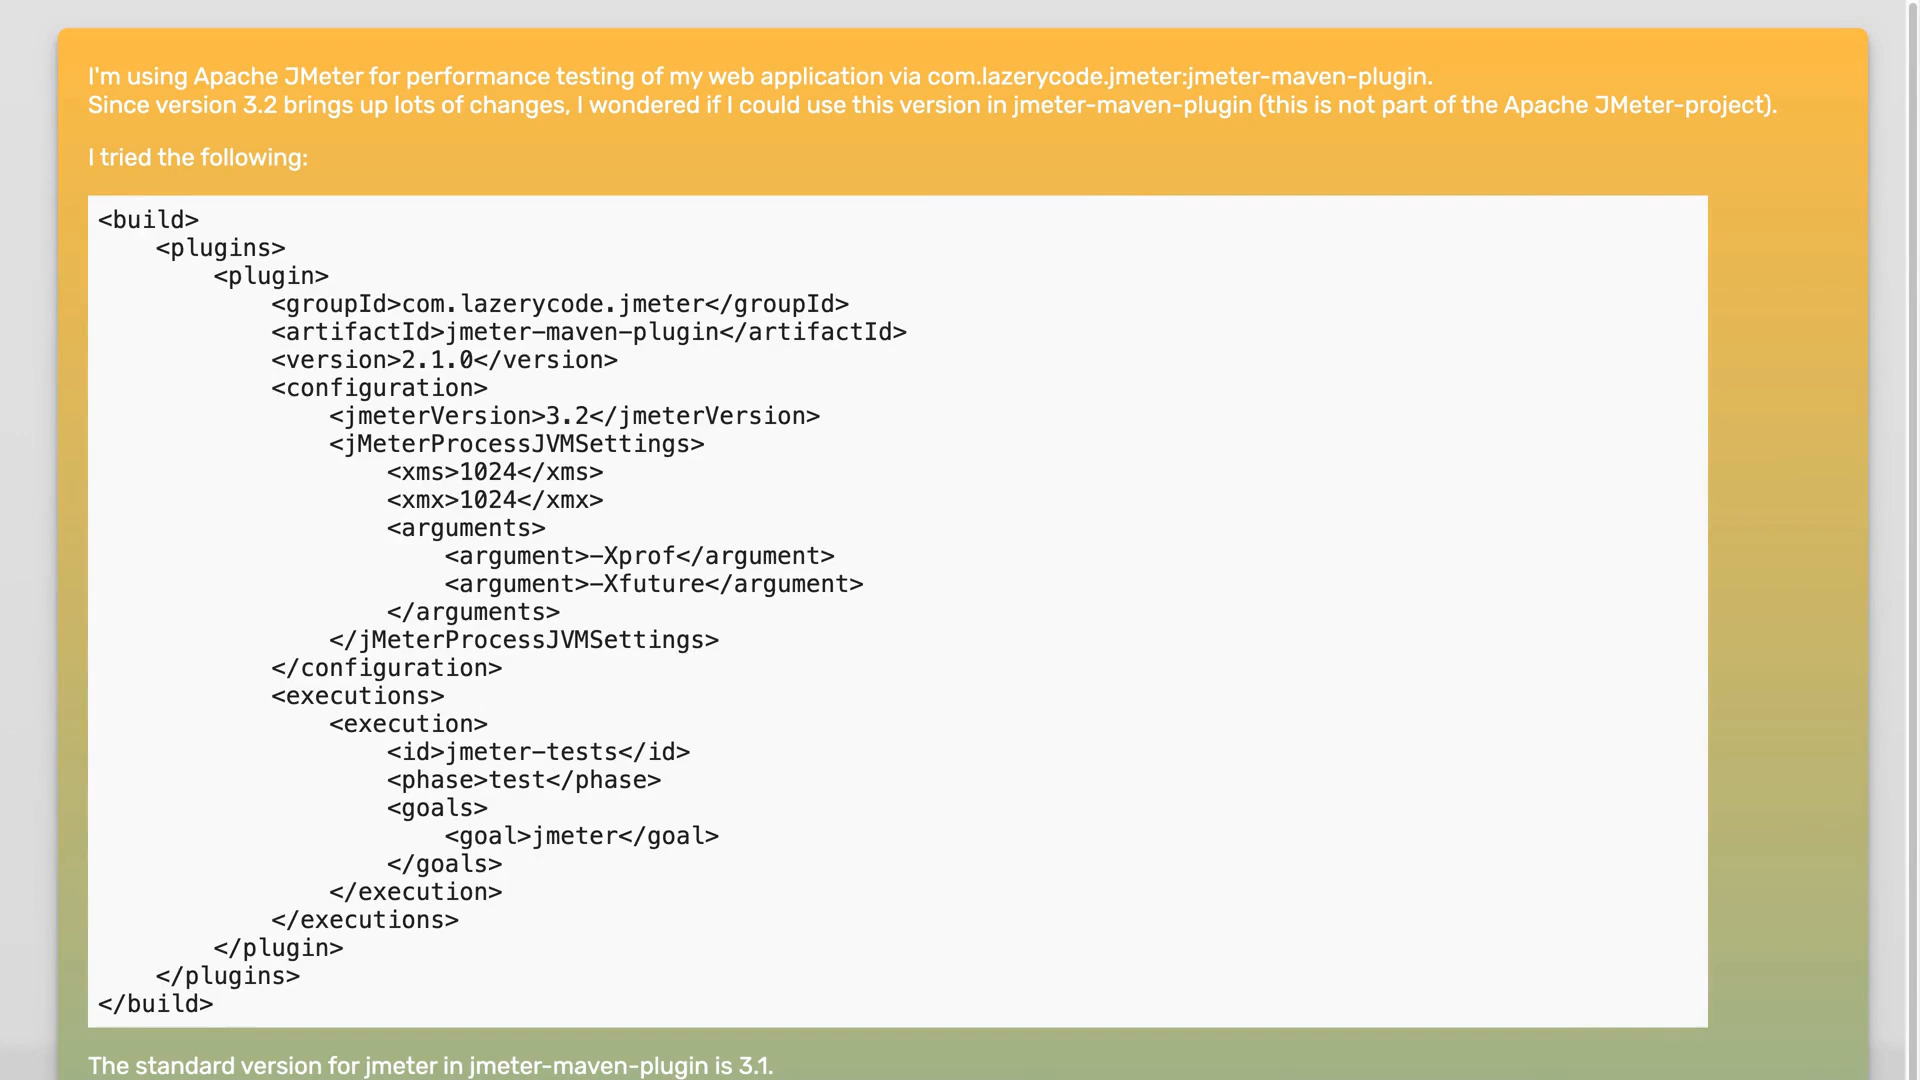 I'm using Apache JMeter for performance testing of my web application via com.lazerycode.jmeter:jmeter-maven-plugin.
Since version 3.2 brings up lots of changes, I wondered if I could use this version in jmeter-maven-plugin (this is not part of the Apache JMeter-project).
I tried the following:
<build>
    <plugins>
        <plugin>
            <groupId>com.lazerycode.jmeter</groupId>
            <artifactId>jmeter-maven-plugin</artifactId>
            <version>2.1.0</version>
            <configuration>
                <jmeterVersion>3.2</jmeterVersion>
                <jMeterProcessJVMSettings>
                    <xms>1024</xms>
                    <xmx>1024</xmx>
                    <arguments>
                        <argument>-Xprof</argument>
                        <argument>-Xfuture</argument>
                    </arguments>
                </jMeterProcessJVMSettings>
            </configuration>
            <executions>
                <execution>
                    <id>jmeter-tests</id>
                    <phase>test</phase>
                    <goals>
                        <goal>jmeter</goal>
                    </goals>
                </execution>
            </executions>
        </plugin>
    </plugins>
</build>
The standard version for jmeter in jmeter-maven-plugin is 3.1.